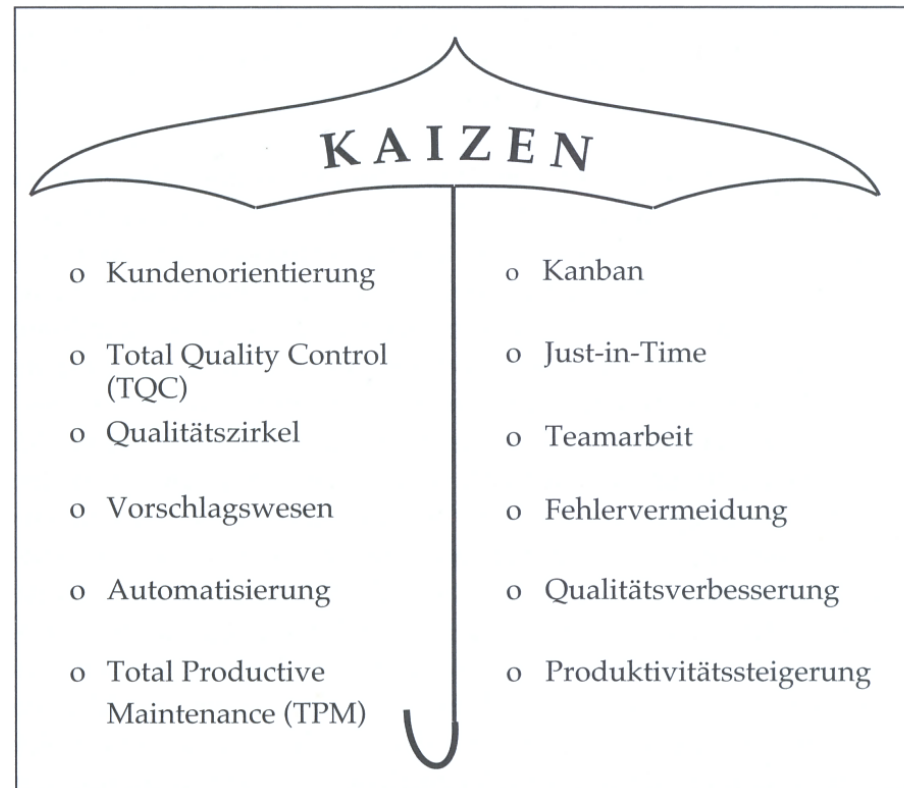 KAIZEN
o Kundenorientierung
o Total Quality Control
(TQC)
o Qualitätszirkel
o Vorschlagswesen
o Automatisierung
o Total Productive
Maintenance (TPM)
o Kanban
o Just-in-Time
o Teamarbeit
o Fehlervermeidung
o Qualitätsverbesserung
o Produktivitätssteigerung